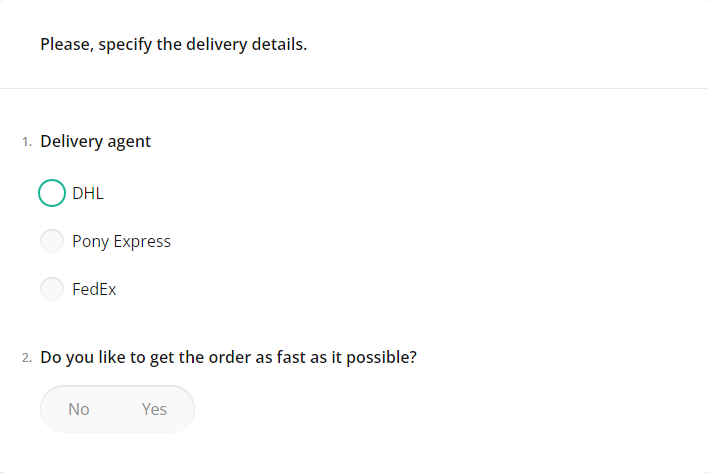 Please, specify the delivery details.
1. Delivery agent
DHL
Pony Express
FedEx
2. Do you like to get the order as fast as it possible?
No Yes